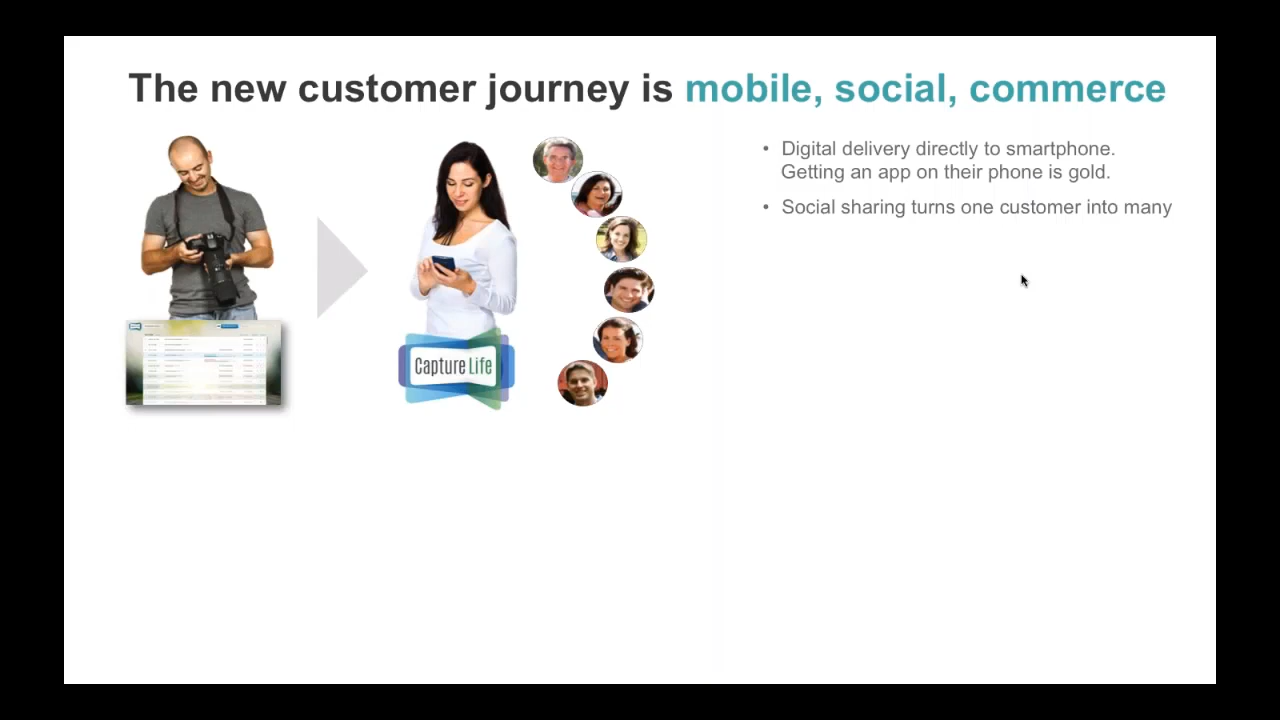 The new customer journey is mobile, social, commerce
• Digital delivery directly to smartphone.
Getting an app on their phone is gold.
• Social sharing turns one customer into many
Capture Life